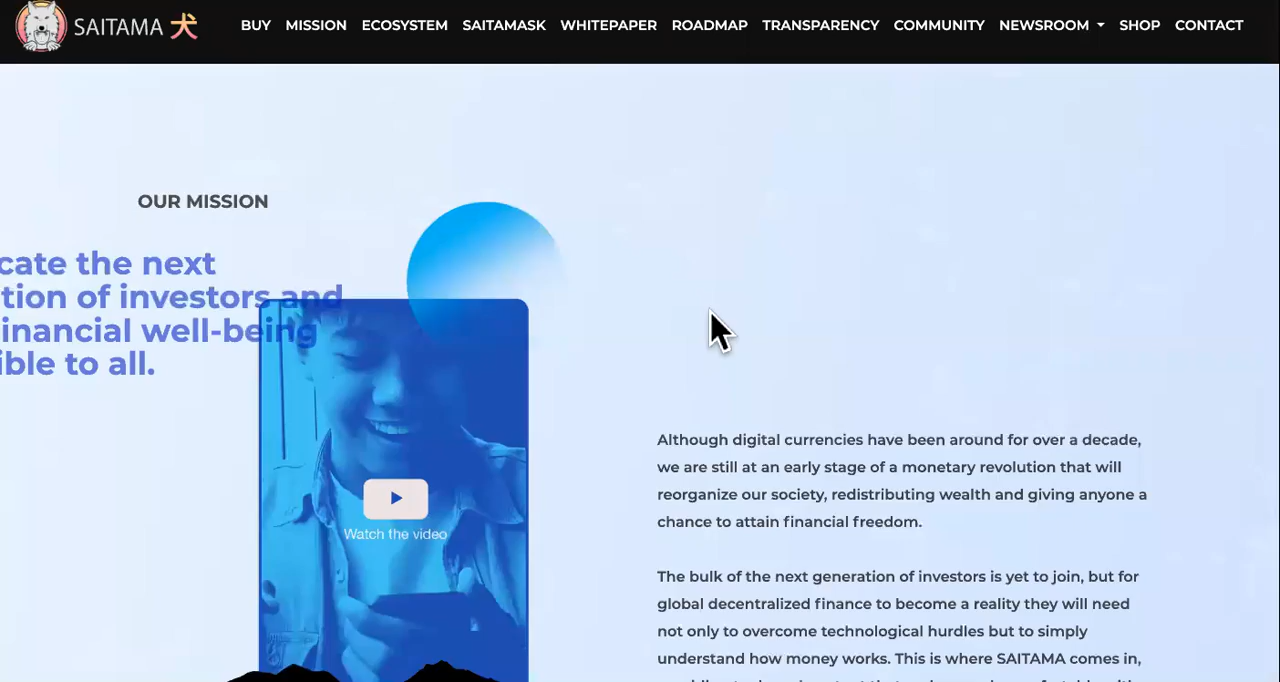 SAITAMA 犬
BUY MISSION ECOSYSTEM SAITAMASK WHITEPAPER ROADMAP TRANSPARENCY COMMUNITY NEWSROOM SHOP CONTACT
OUR MISSION
cate the next
tion of investors and
inancial well-being
ible to all.
Watch the video
Although digital currencies have been around for over a decade,
we are still at an early stage of a monetary revolution that will
reorganize our society, redistributing wealth and giving anyone a
chance to attain financial freedom.
The bulk of the next generation of investors is yet to join, but for
global decentralized finance to become a reality they will need
not only to overcome technological hurdles but to simply
understand how money works. This is where SAITAMA comes in,